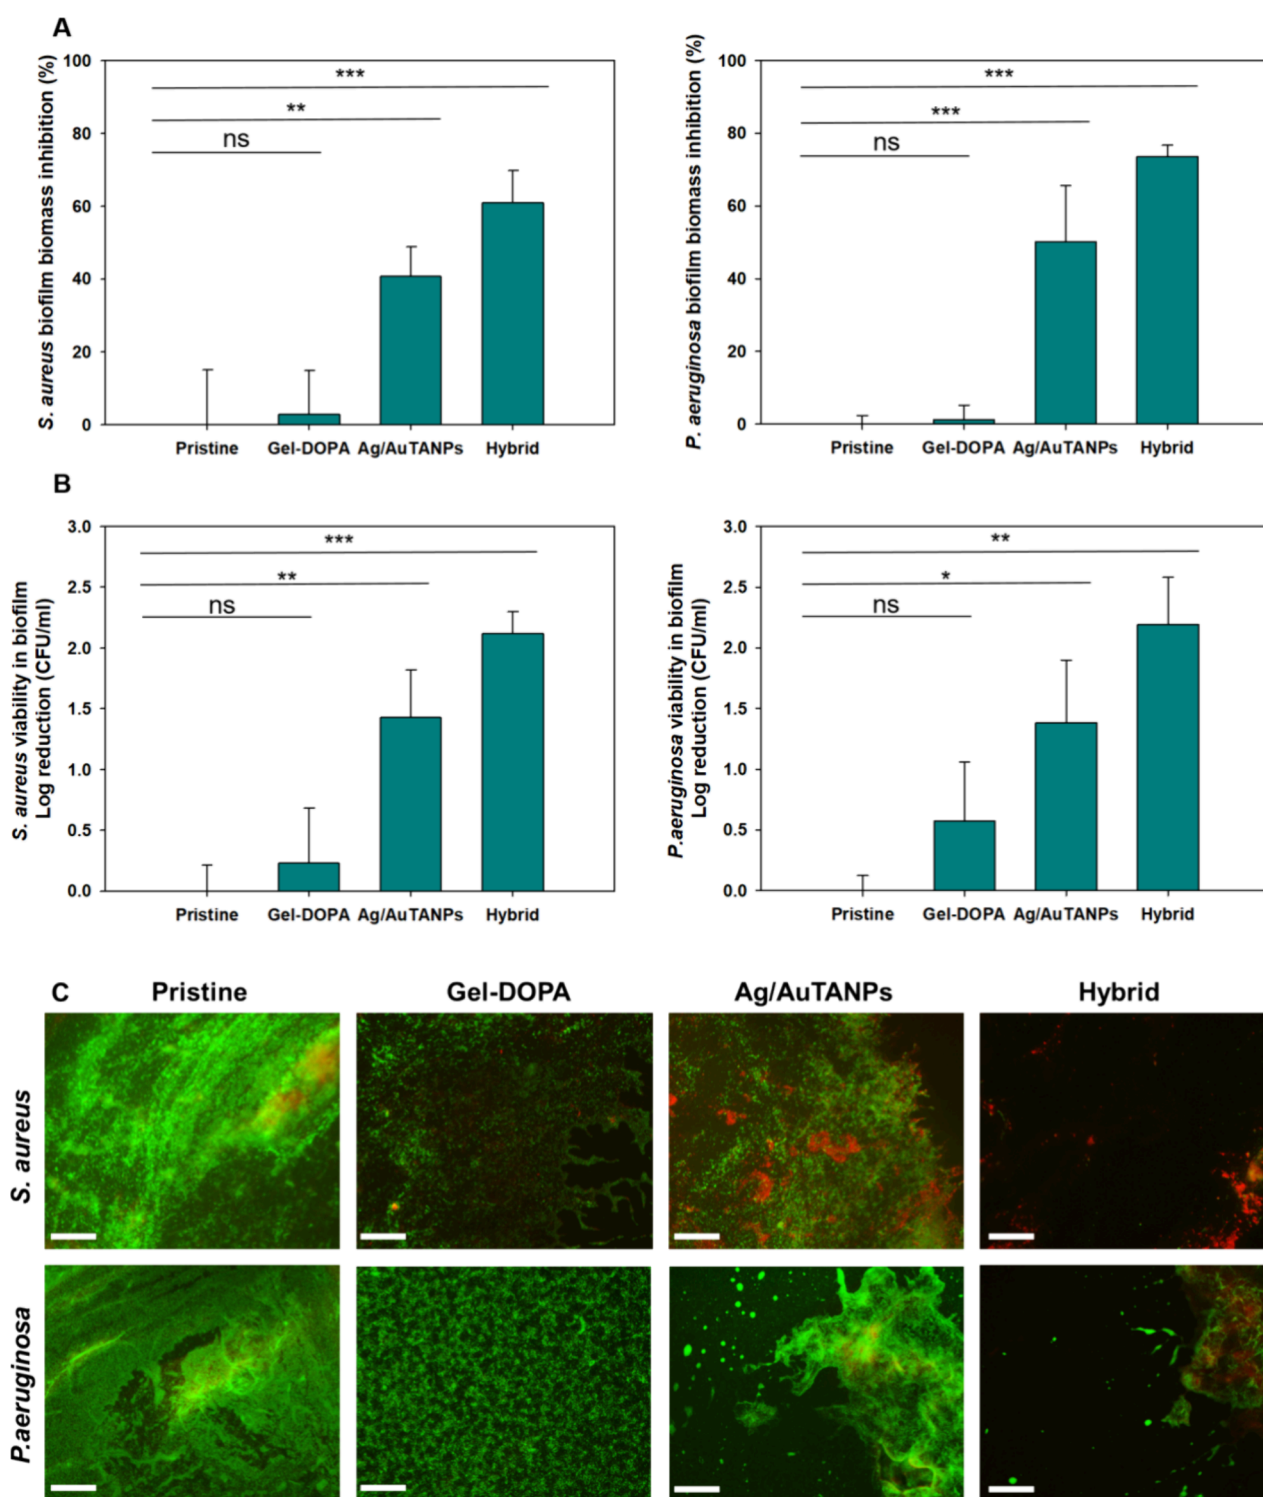 A
S. aureus biofilm biomass inhibition (%)
100
80
60
40
20
0
***
**
ns
Pristine Gel-DOPA Ag/AuTANPs Hybrid
P. aeruginosa biofilm biomass inhibition (%)
100
80
60
40
20
0
***
***
ns
Pristine Gel-DOPA Ag/AuTANPs Hybrid
B
S. aureus viability in biofilm
Log reduction (CFU/ml)
3.0
2.5
2.0
1.5
1.0
0.5
0.0
***
**
ns
Pristine Gel-DOPA Ag/AuTANPs Hybrid
P.aeruginosa viability in biofilm
Log reduction (CFU/ml)
3.0
2.5
2.0
1.5
1.0
0.5
0.0
**
*
ns
Pristine Gel-DOPA Ag/AuTANPs Hybrid
C Pristine Gel-DOPA Ag/AuTANPs Hybrid
S. aureus
P.aeruginosa